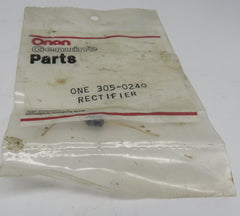 Onan
Genuine
Parts
ONE 305-0240
RECTIFIER